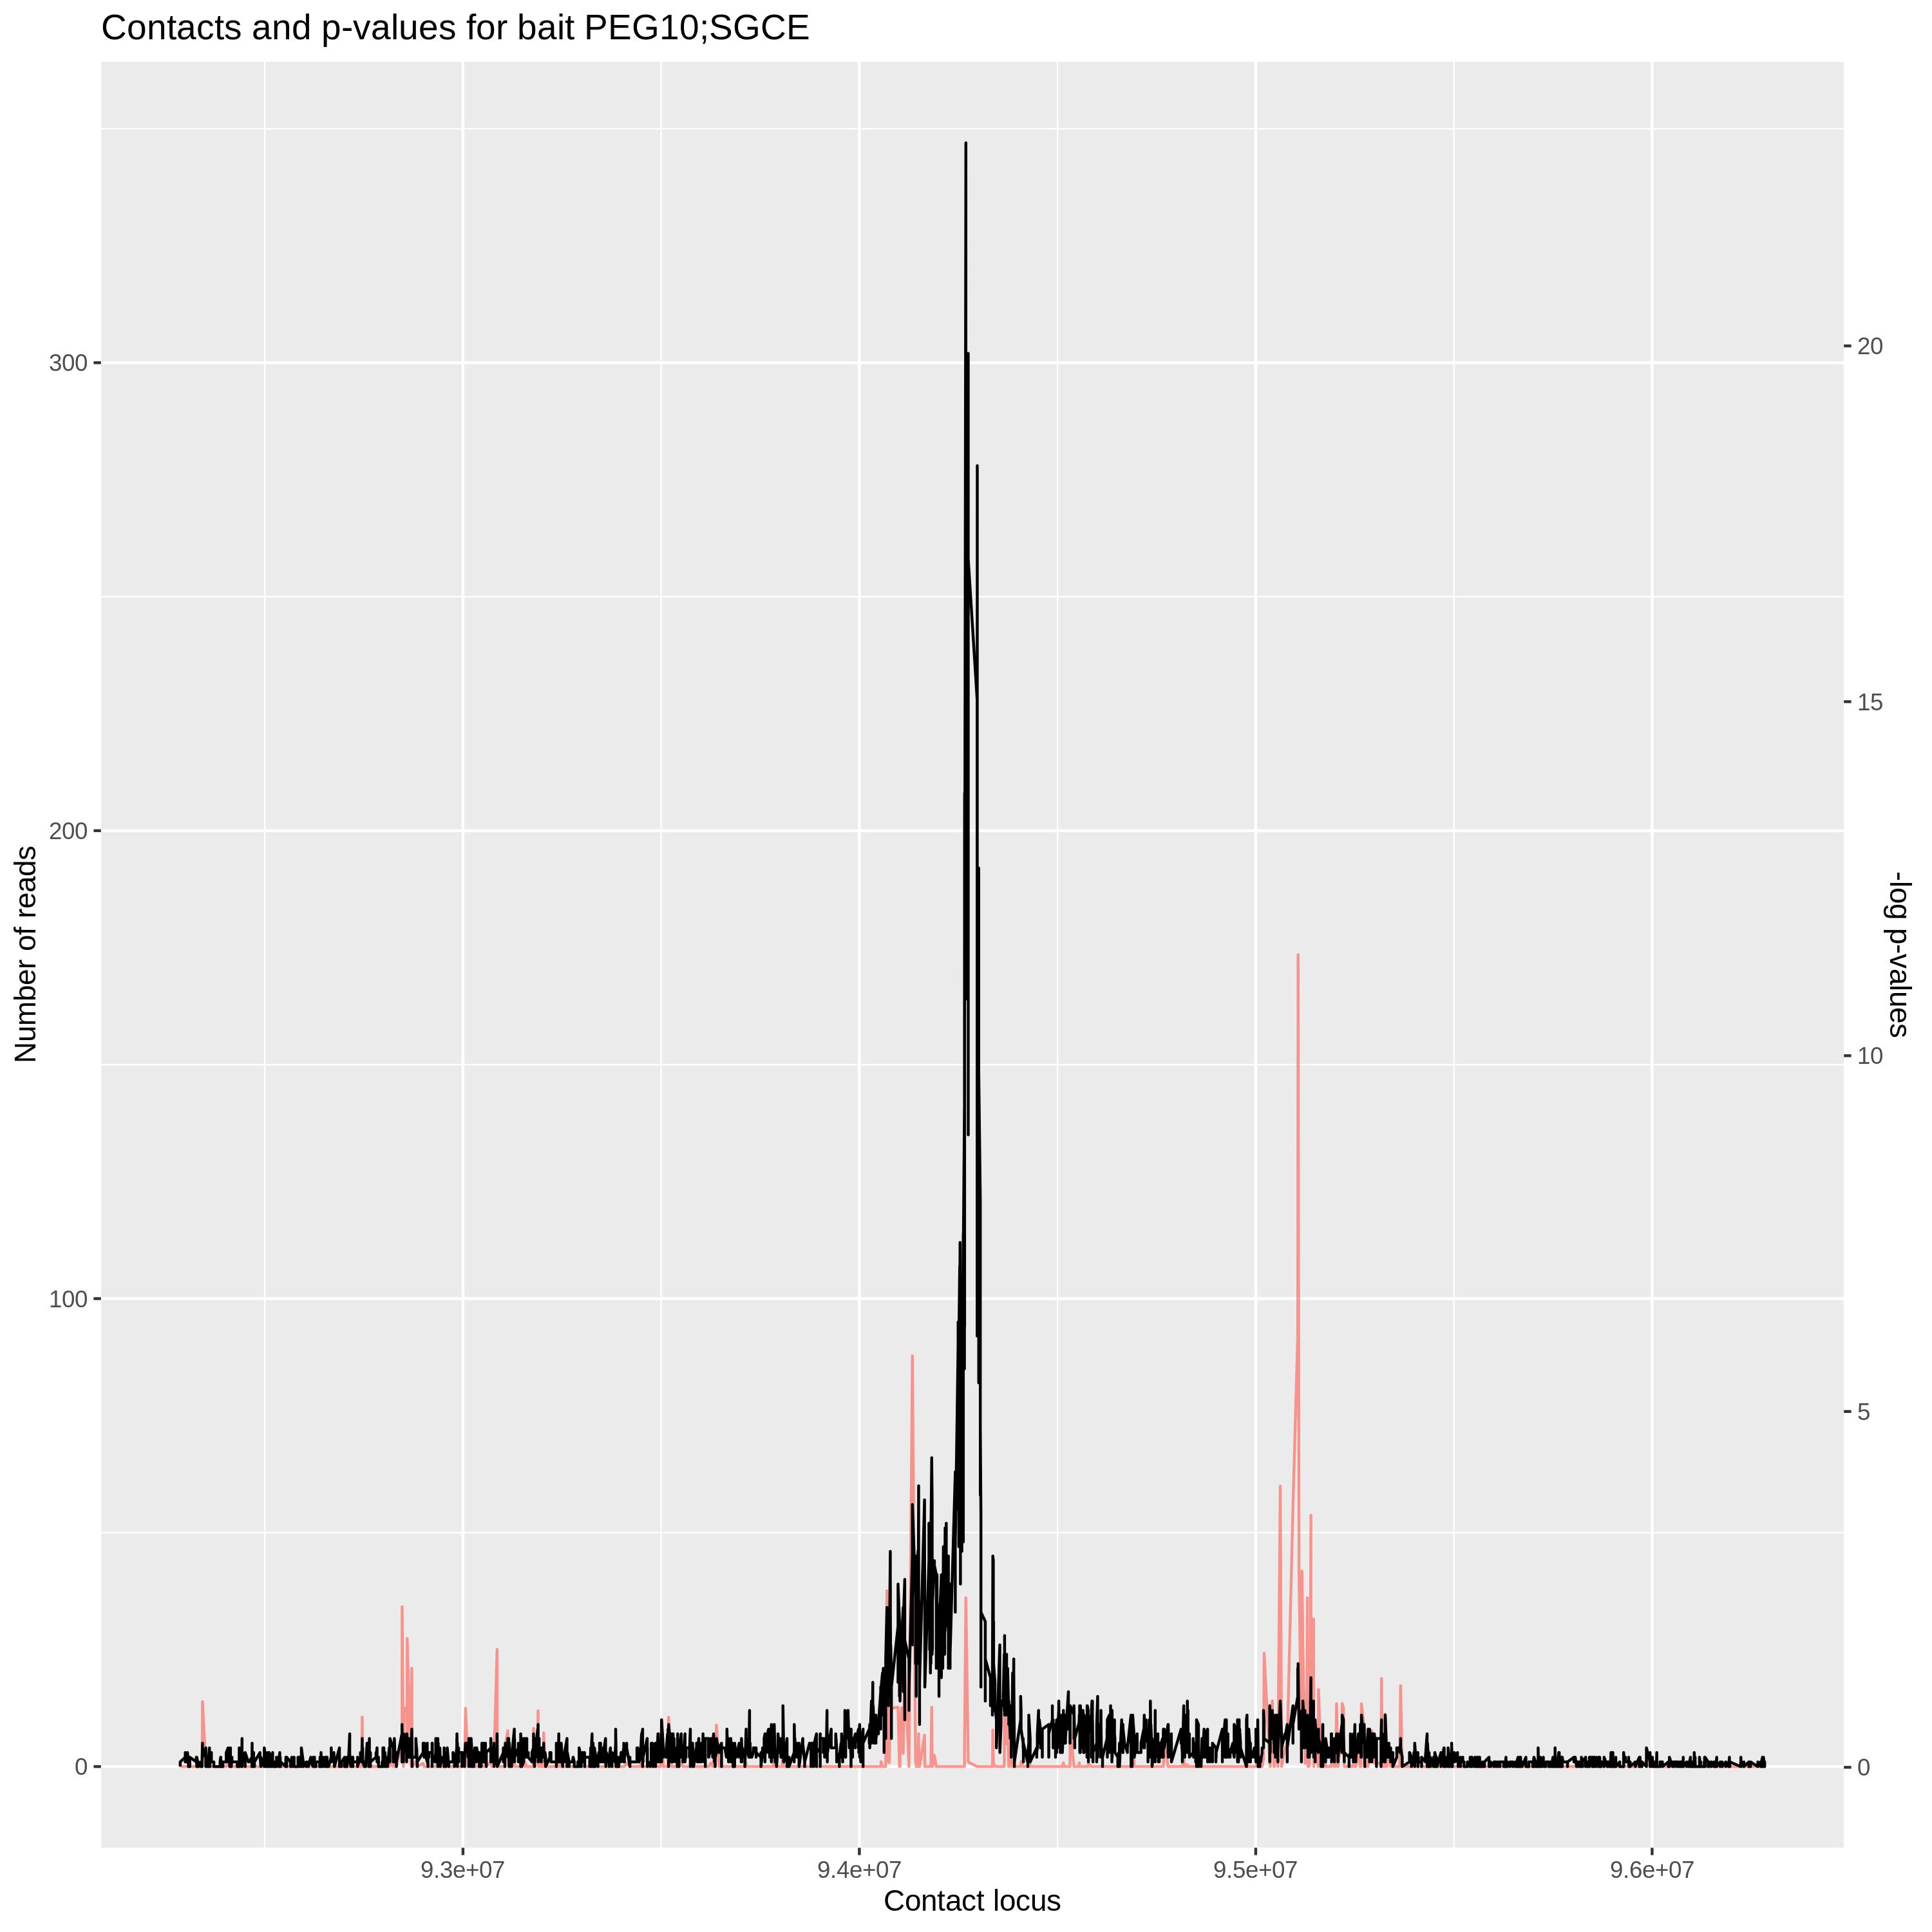 Contacts and p-values for bait PEG10;SGCE
300
200
100
0
Number of reads
20
15
10
5
0
-log p-values
9.3e+07
9.4e+07
9.5e+07
9.6e+07
Contact locus